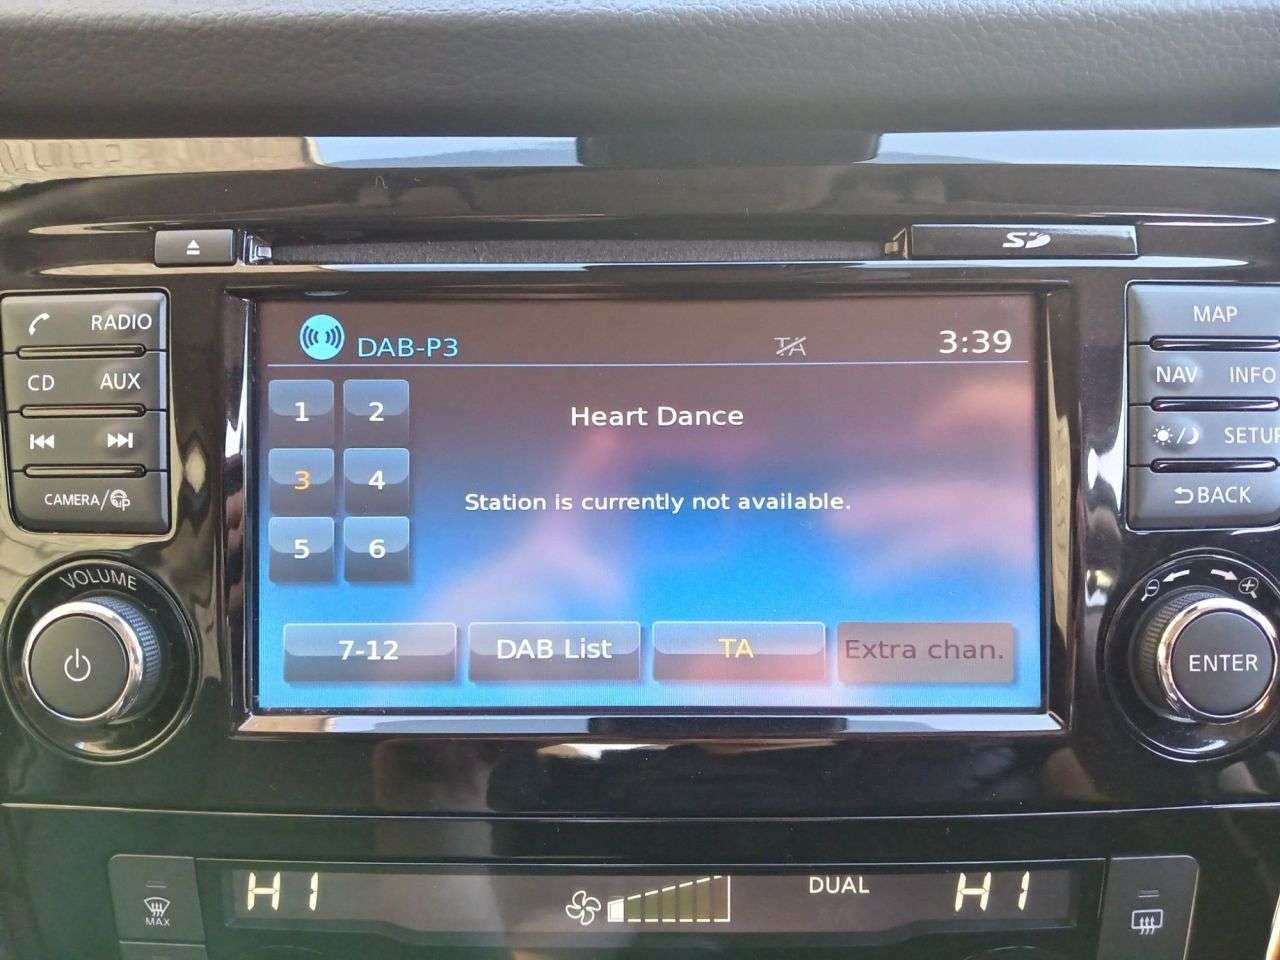 SD
RADIO
CD AUX
CAMERA/
VOLUME
DAB-P3 TA 3:39
1 2
3 4
5 6
Heart Dance
Station is currently not available.
7-12 DAB List TA Extra chan.
MAP
NAV INFO
SETUP
BACK
ENTER
MAX
HI DUAL HI